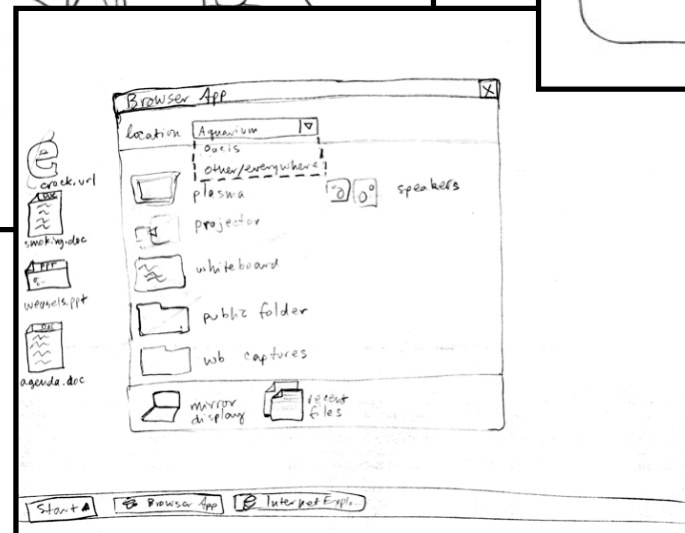 Browser App X
location Aquarium
oasis
other/everywhere
plasma
speakers
projector
whiteboard
public folder
wb captures
mirror
display
recent
files
crack.url
DOC
smoking.doc
PPT
weasels.ppt
DOC
agenda.doc
Start
Browser App
Internet Expl.